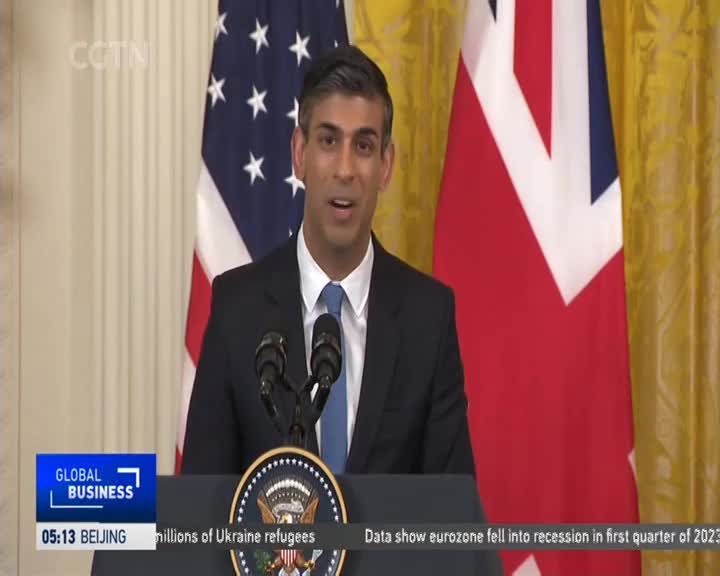 CGTN
GLOBAL
BUSINESS
05:13 BEIJING
millions of Ukraine refugees Data show eurozone fell into recession in first quarter of 2023